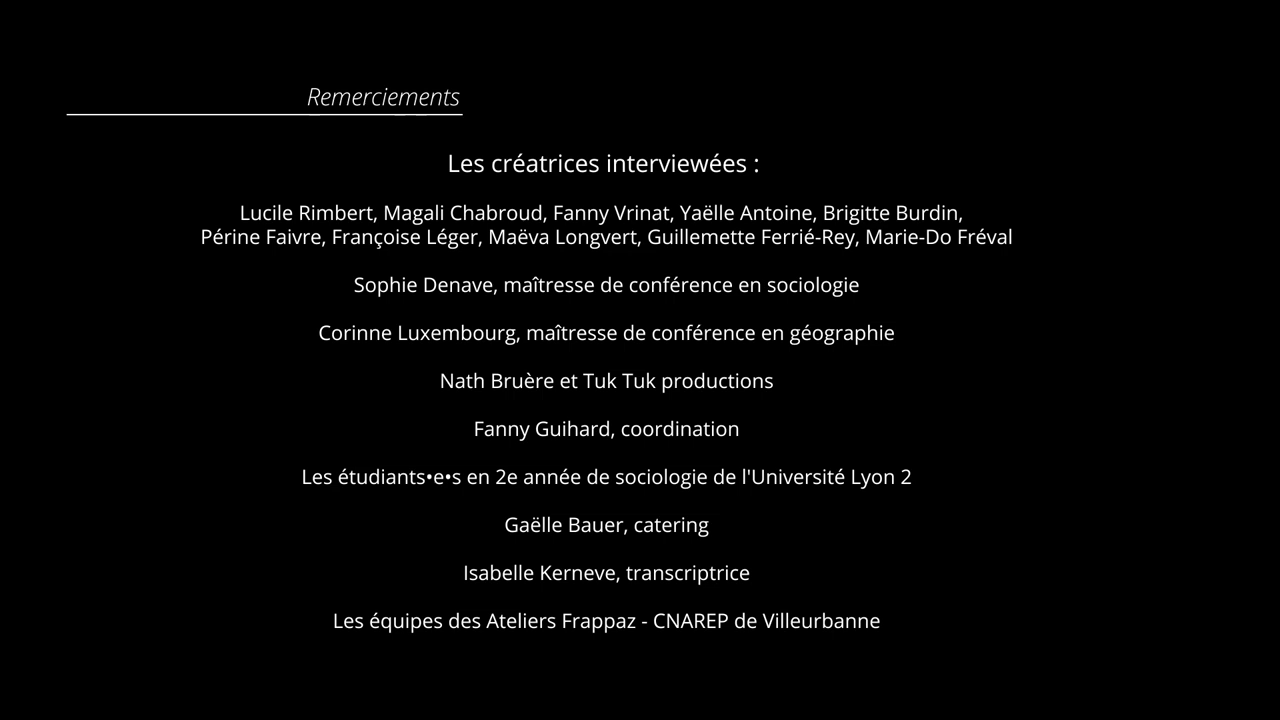 Remerciements
Les créatrices interviewées :
Lucile Rimbert, Magali Chabroud, Fanny Vrinat, Yaëlle Antoine, Brigitte Burdin,
Périne Faivre, Françoise Léger, Maëva Longvert, Guillemette Ferrié-Rey, Marie-Do Fréval
Sophie Denave, maîtresse de conférence en sociologie
Corinne Luxembourg, maîtresse de conférence en géographie
Nath Bruère et Tuk Tuk productions
Fanny Guihard, coordination
Les étudiants•e•s en 2e année de sociologie de l'Université Lyon 2
Gaëlle Bauer, catering
Isabelle Kerneve, transcriptrice
Les équipes des Ateliers Frappaz - CNAREP de Villeurbanne